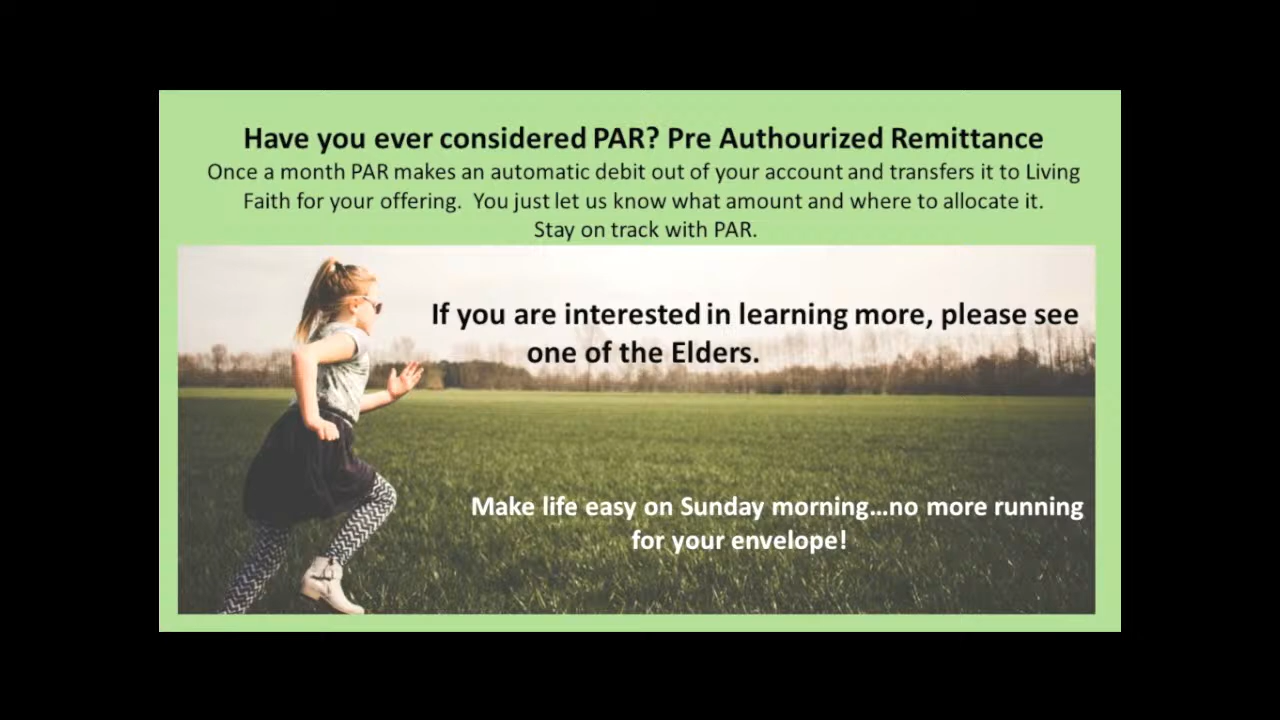 Have you ever considered PAR? Pre Authourized Remittance
Once a month PAR makes an automatic debit out of your account and transfers it to Living
Faith for your offering.  You just let us know what amount and where to allocate it.
Stay on track with PAR.
If you are interested in learning more, please see
one of the Elders.
Make life easy on Sunday morning...no more running
for your envelope!